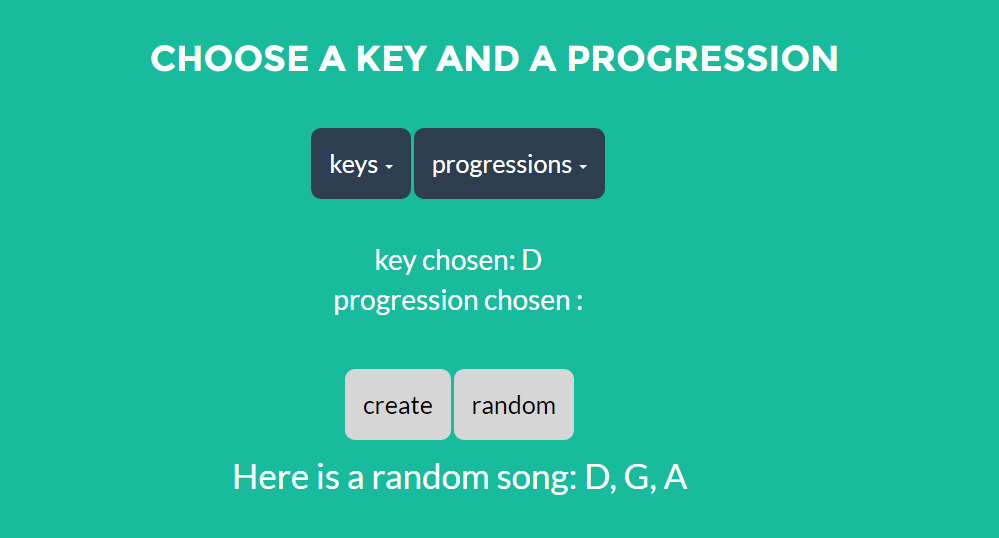 CHOOSE A KEY AND A PROGRESSION
keys progressions
key chosen: D
progression chosen :
create random
Here is a random song: D, G, A